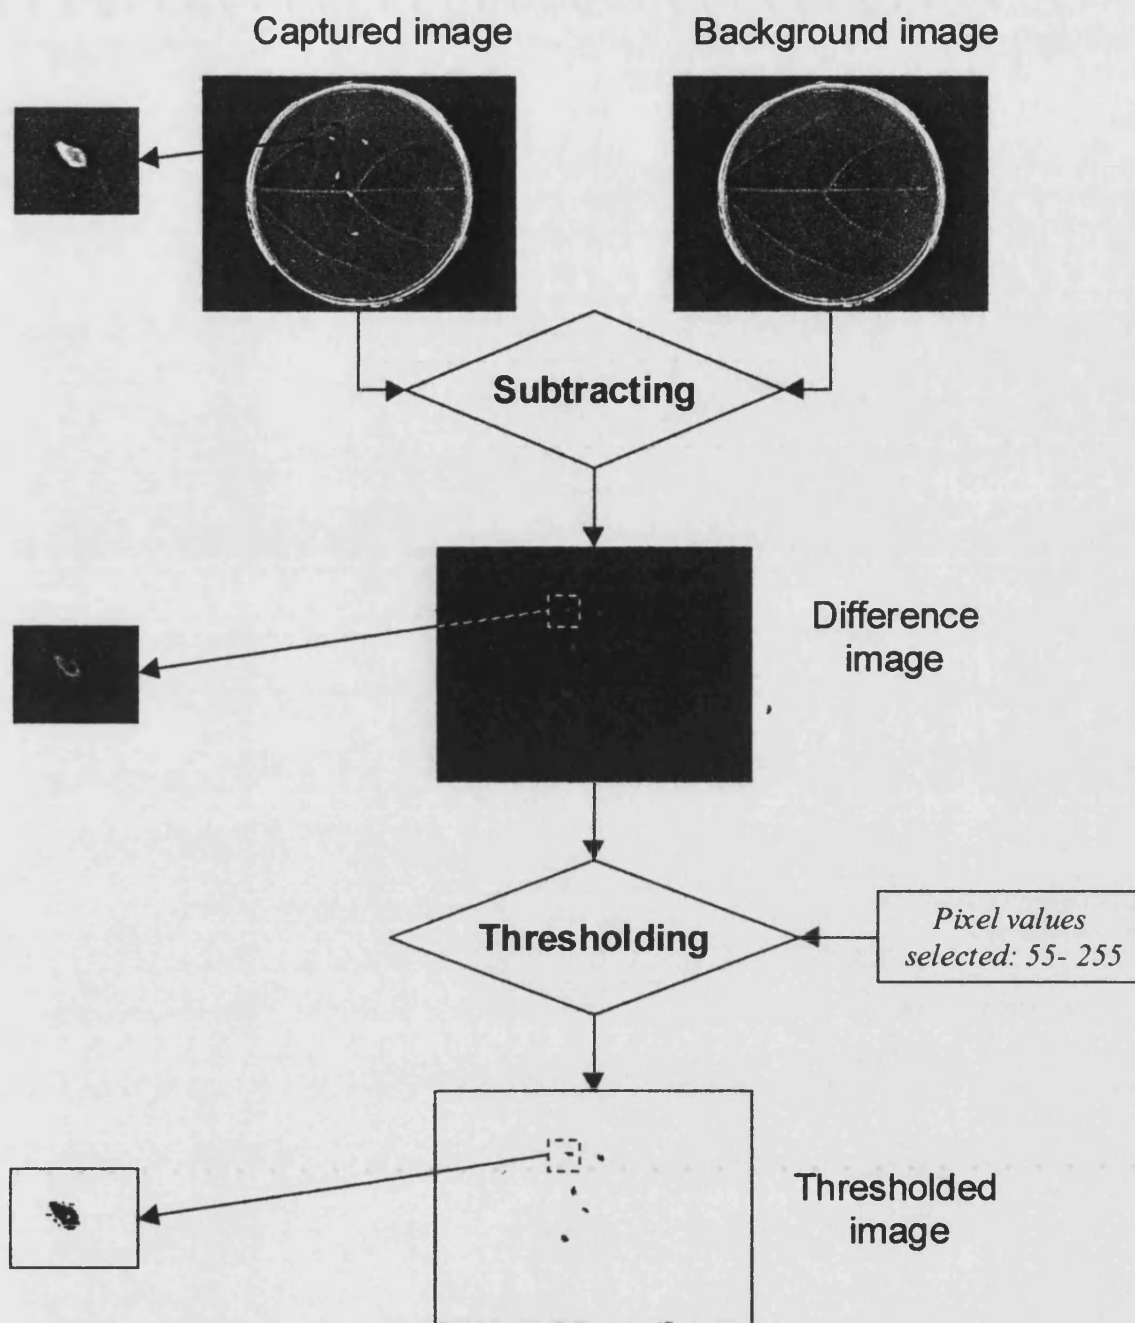 Captured image
Background image
Subtracting
Difference
image
Thresholding
Pixel values
selected: 55- 255
Thresholded
image